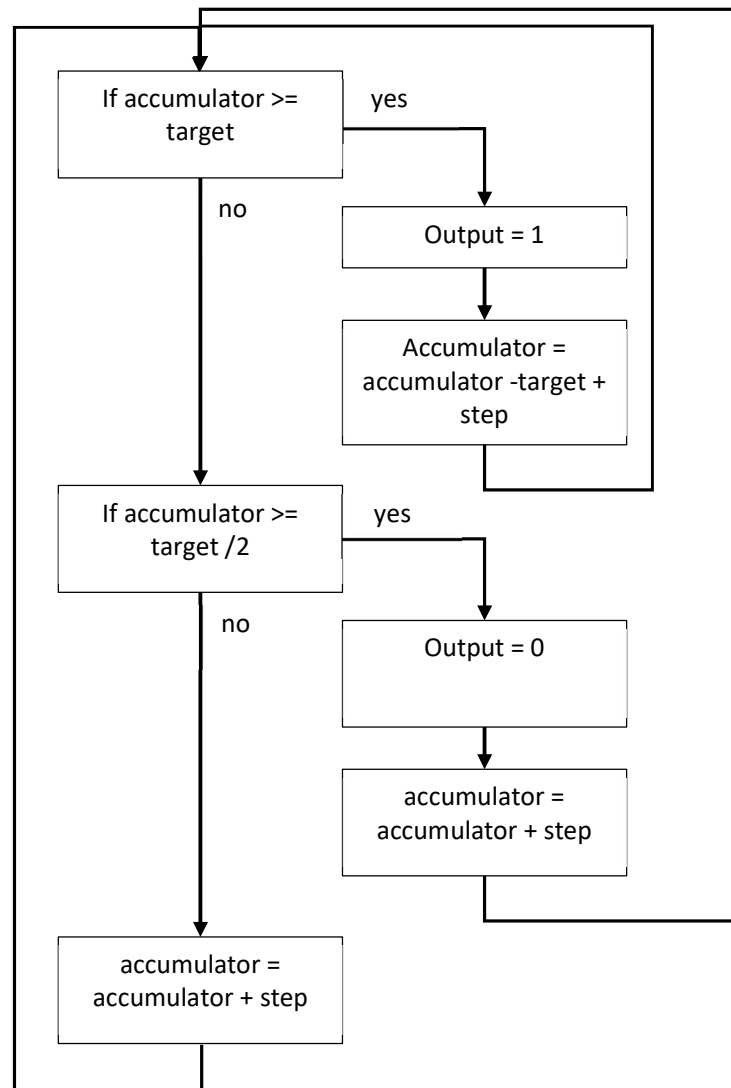 If accumulator >=
target
yes
no
Output = 1
Accumulator =
accumulator -target +
step
If accumulator >=
target /2
yes
no
Output = 0
accumulator =
accumulator + step
accumulator =
accumulator + step